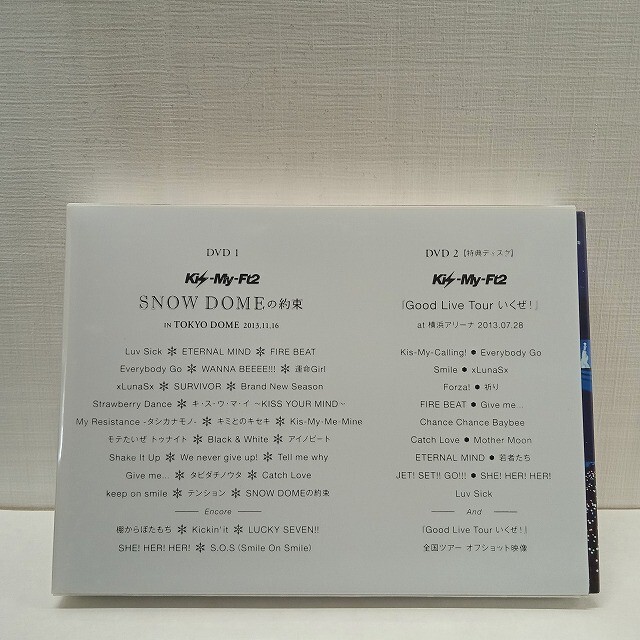 DVD 1
Kis-My-Ft2
SNOW DOMEの約束
IN TOKYO DOME 2013.11.16
Luv Sick ✻ ETERNAL MIND ✻ FIRE BEAT
Everybody Go ✻ WANNA BEEEE!!! ✻ 運命Girl
xLunaSx ✻ SURVIVOR ✻ Brand New Season
Strawberry Dance ✻ キ・ス・ウ・マ・イ ～KISS YOUR MIND～
My Resistance -タシカナモノ- ✻ キミとのキセキ ✻ Kis-My-Me-Mine
モテたいぜ トゥナイト ✻ Black & White ✻ アイノビート
Shake It Up ✻ We never give up! ✻ Tell me why
Give me... ✻ タビダチノウタ ✻ Catch Love
keep on smile ✻ テンション ✻ SNOW DOMEの約束
Encore
棚からぼたもち ✻ Kickin'it ✻ LUCKY SEVEN!!
SHE! HER! HER! ✻ S.O.S (Smile On Smile)
DVD 2【特典ディスク】
Kis-My-Ft2
『Good Live Tour いくぜ!』
at 横浜アリーナ 2013.07.28
Kis-My-Calling! ● Everybody Go
Smile ● xLunaSx
Forza! ● 祈り
FIRE BEAT ● Give me...
Chance Chance Baybee
Catch Love ● Mother Moon
ETERNAL MIND ● 若者たち
JET! SET!! GO!!! ● SHE! HER! HER!
Luv Sick
And
『Good Live Tour いくぜ!』
全国ツアー オフショット映像